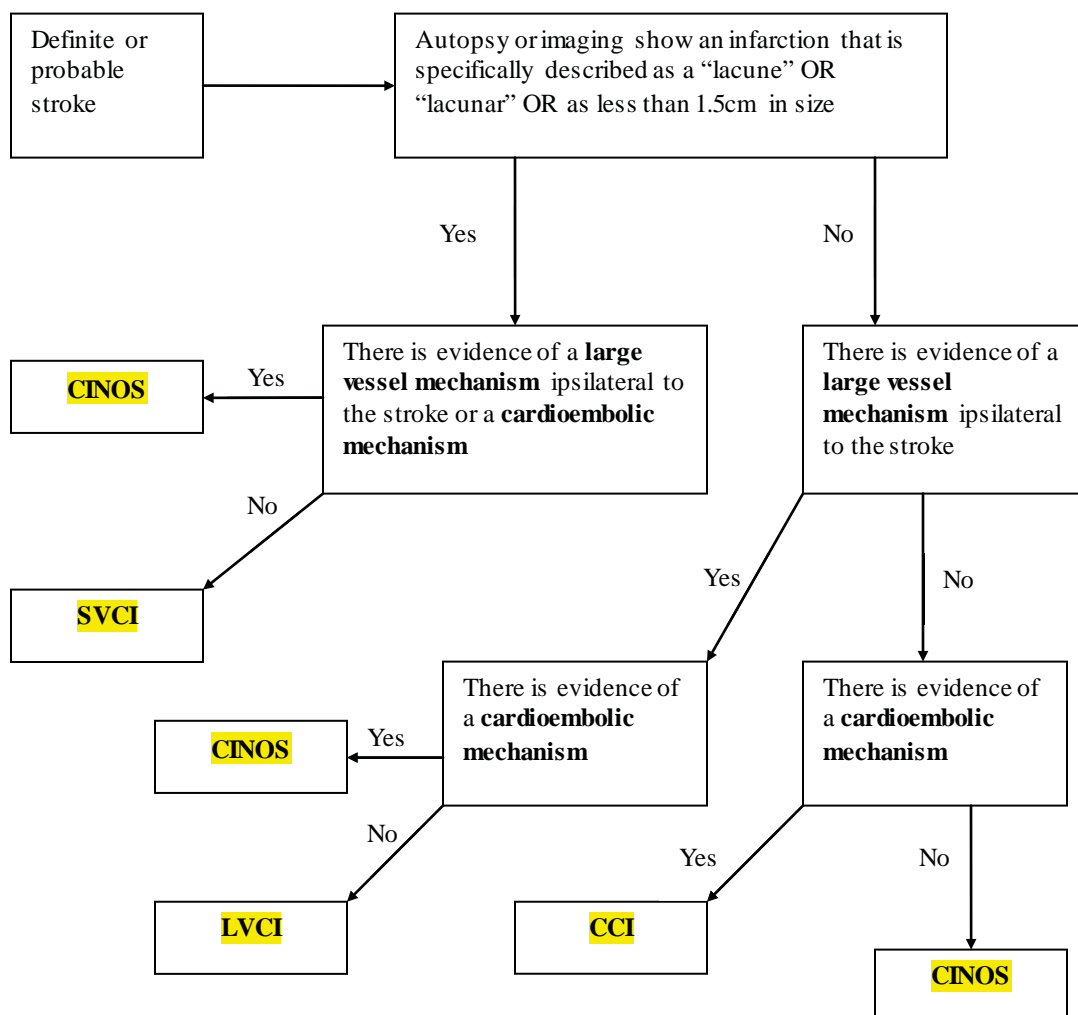 Definite or
probable
stroke
Autopsy or imaging show an infarction that is
specifically described as a “lacune” OR
“lacunar” OR as less than 1.5cm in size
Yes
No
There is evidence of a large
vessel mechanism ipsilateral to
the stroke or a cardioembolic
mechanism
Yes
CINOS
No
SVCI
There is evidence of a
large vessel
mechanism ipsilateral
to the stroke
Yes
No
There is evidence of
a cardioembolic
mechanism
Yes
CINOS
No
LVCI
There is evidence of
a cardioembolic
mechanism
Yes
CCI
No
CINOS